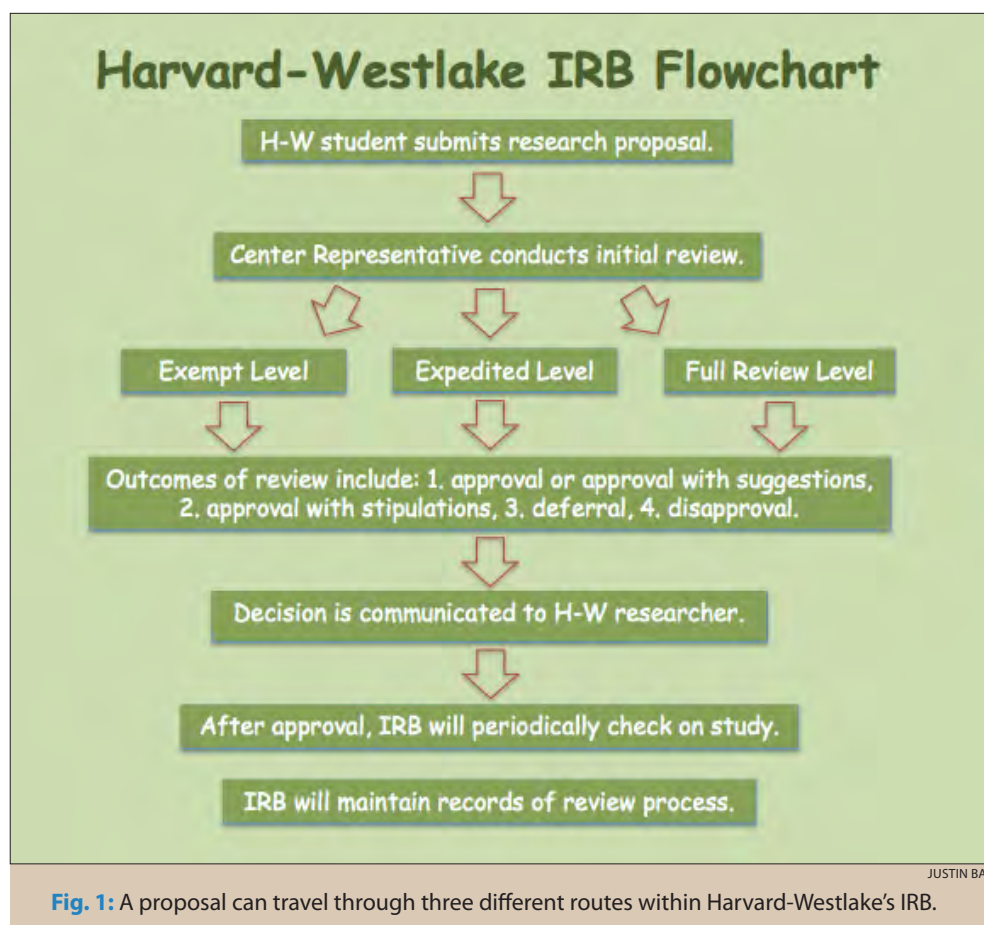 Harvard-Westlake IRB Flowchart
H-W student submits research proposal.
Center Representative conducts initial review.
Exempt Level
Expedited Level
Full Review Level
Outcomes of review include: 1. approval or approval with suggestions,
2. approval with stipulations, 3. deferral, 4. disapproval.
Decision is communicated to H-W researcher.
After approval, IRB will periodically check on study.
IRB will maintain records of review process.
JUSTIN BA
Fig. 1: A proposal can travel through three different routes within Harvard-Westlake's IRB.